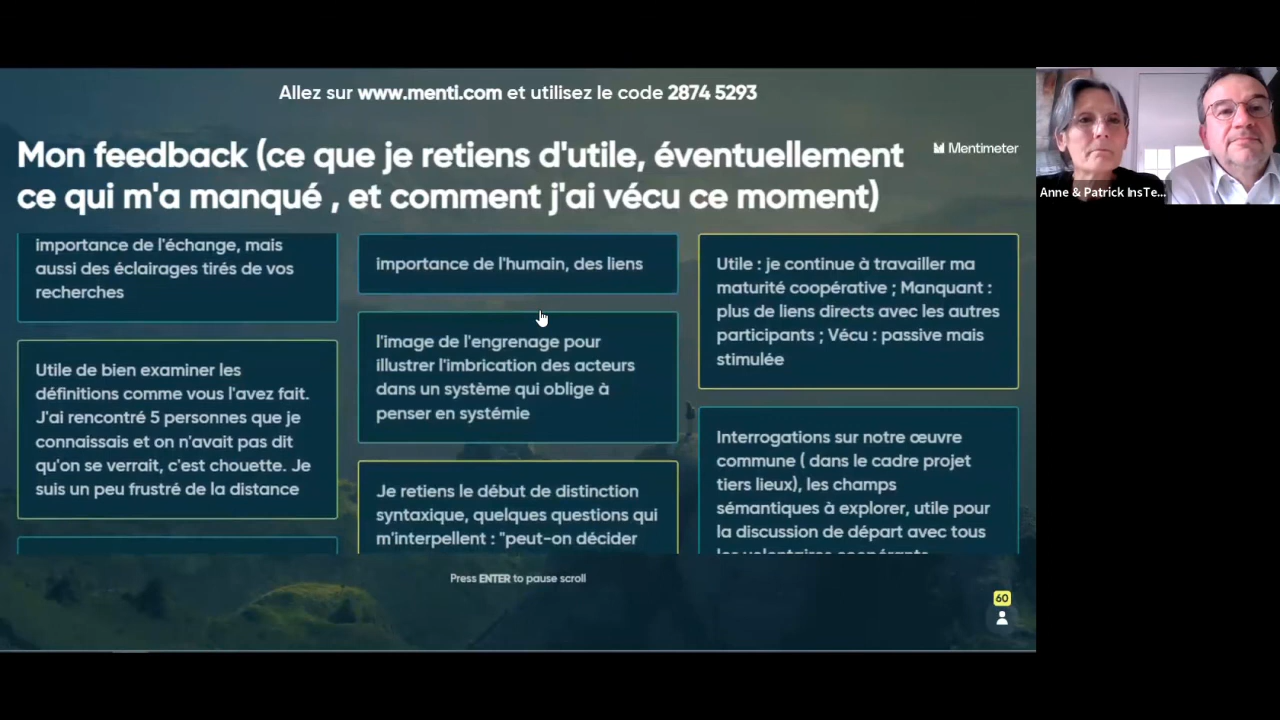 Allez sur www.menti.com et utilisez le code 2874 5293
Mon feedback (ce que je retiens d'utile, éventuellement
ce qui m'a manqué , et comment j'ai vécu ce moment)
Mentimeter
Anne & Patrick InsTe...
importance de l'échange, mais
aussi des éclairages tirés de vos
recherches
Utile de bien examiner les
définitions comme vous l'avez fait.
J'ai rencontré 5 personnes que je
connaissais et on n'avait pas dit
qu'on se verrait, c'est chouette. Je
suis un peu frustré de la distance
importance de l'humain, des liens
l'image de l'engrenage pour
illustrer l'imbrication des acteurs
dans un système qui oblige à
penser en systémie
Je retiens le début de distinction
syntaxique, quelques questions qui
m'interpellent : "peut-on décider
Utile : je continue à travailler ma
maturité coopérative ; Manquant :
plus de liens directs avec les autres
participants ; Vécu : passive mais
stimulée
Interrogations sur notre œuvre
commune ( dans le cadre projet
tiers lieux), les champs
sémantiques à explorer, utile pour
la discussion de départ avec tous
les volontaires coopérants
Press ENTER to pause scroll
60